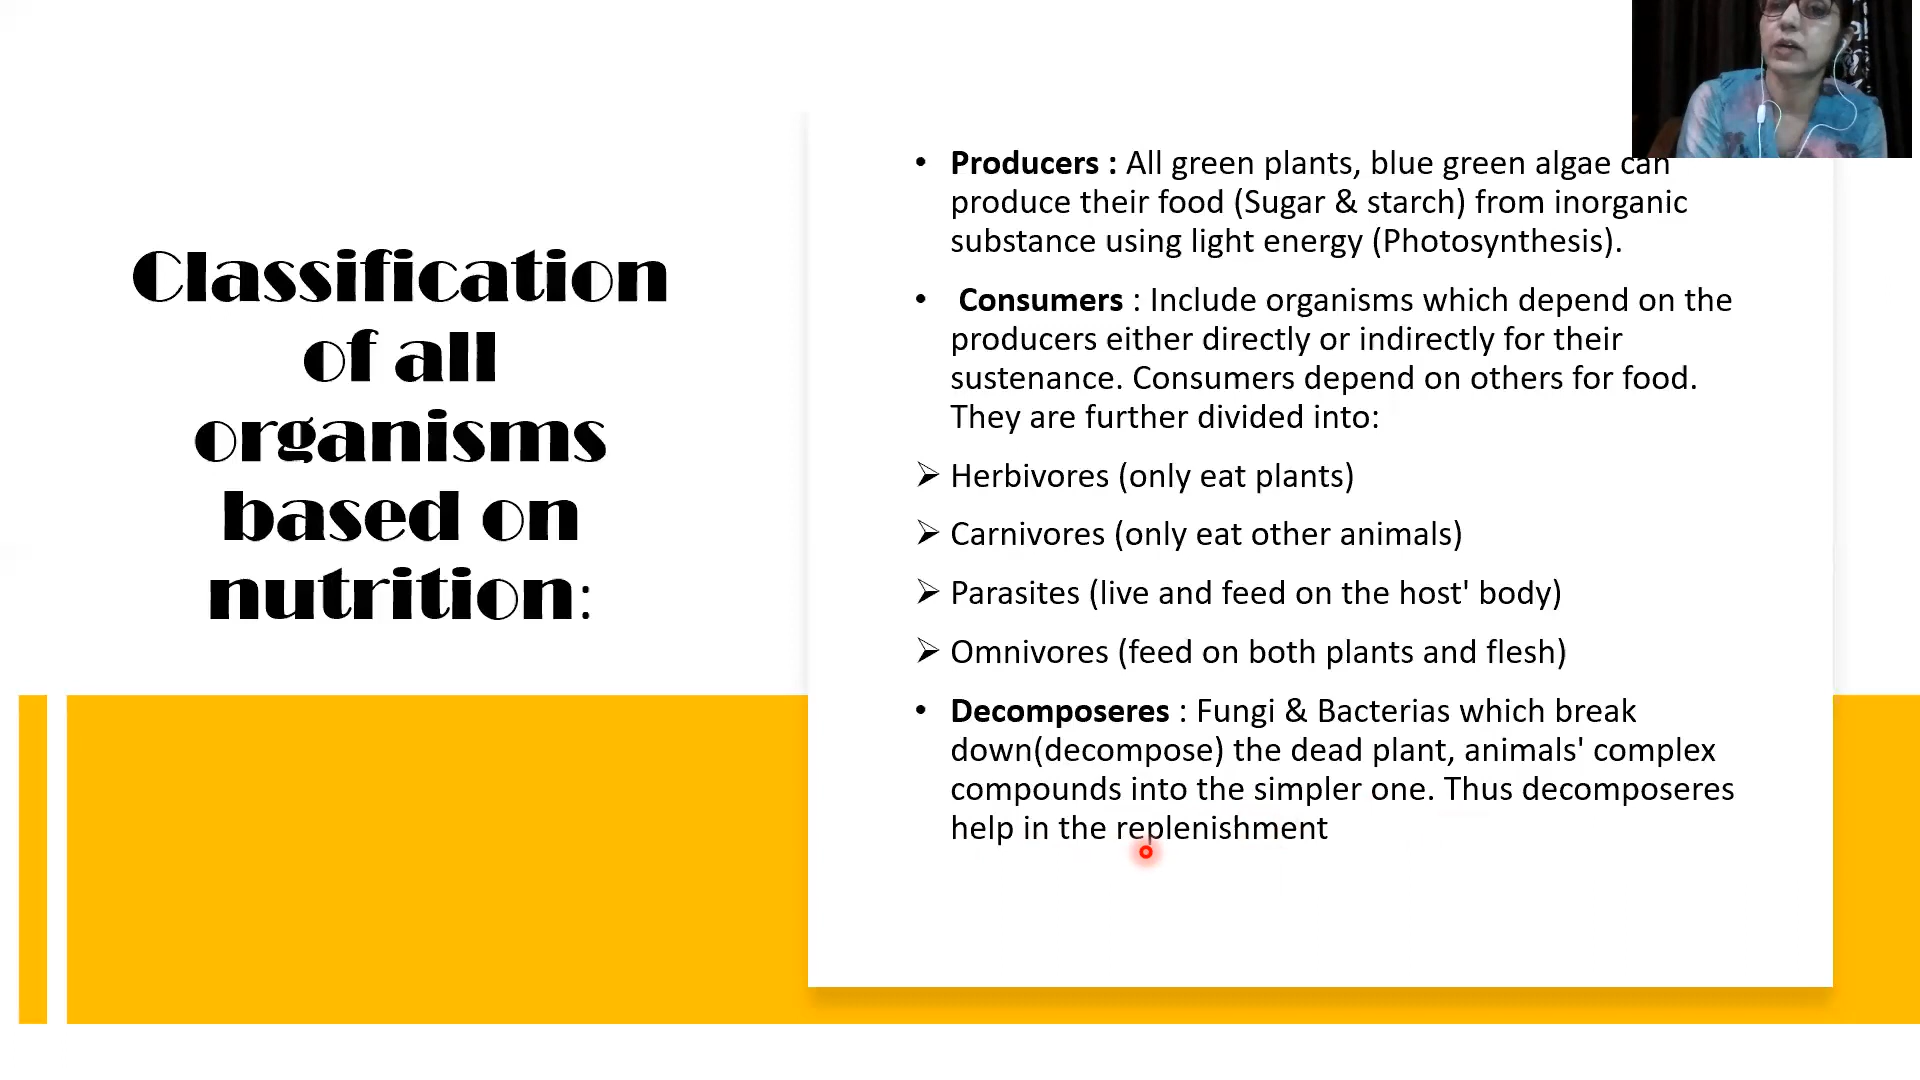 Classification
of all
organisms
based on
nutrition:
• Producers : All green plants, blue green algae can
produce their food (Sugar & starch) from inorganic
substance using light energy (Photosynthesis).
• Consumers : Include organisms which depend on the
producers either directly or indirectly for their
sustenance. Consumers depend on others for food.
They are further divided into:
➢ Herbivores (only eat plants)
➢ Carnivores (only eat other animals)
➢ Parasites (live and feed on the host' body)
➢ Omnivores (feed on both plants and flesh)
• Decomposeres : Fungi & Bacterias which break
down(decompose) the dead plant, animals' complex
compounds into the simpler one. Thus decomposeres
help in the replenishment